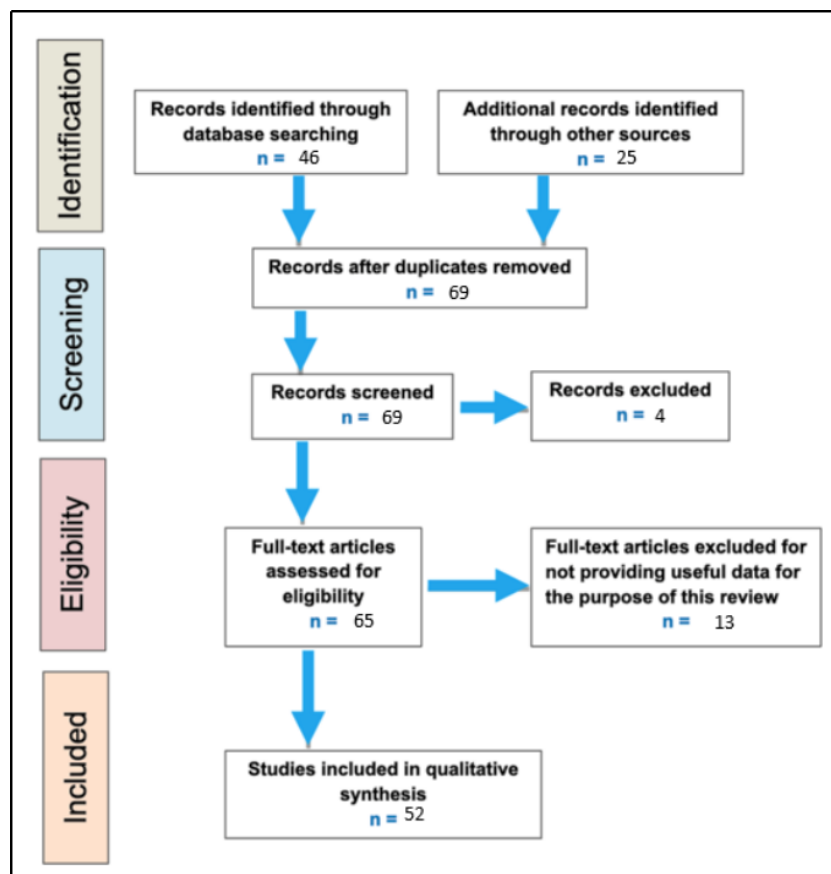 Identification
Records identified through
database searching
n = 46
Additional records identified
through other sources
n = 25
Screening
Records after duplicates removed
n = 69
Records screened
n = 69
Records excluded
n = 4
Eligibility
Full-text articles
assessed for
eligibility
n = 65
Full-text articles excluded for
not providing useful data for
the purpose of this review
n = 13
Included
Studies included in qualitative
synthesis
n = 52